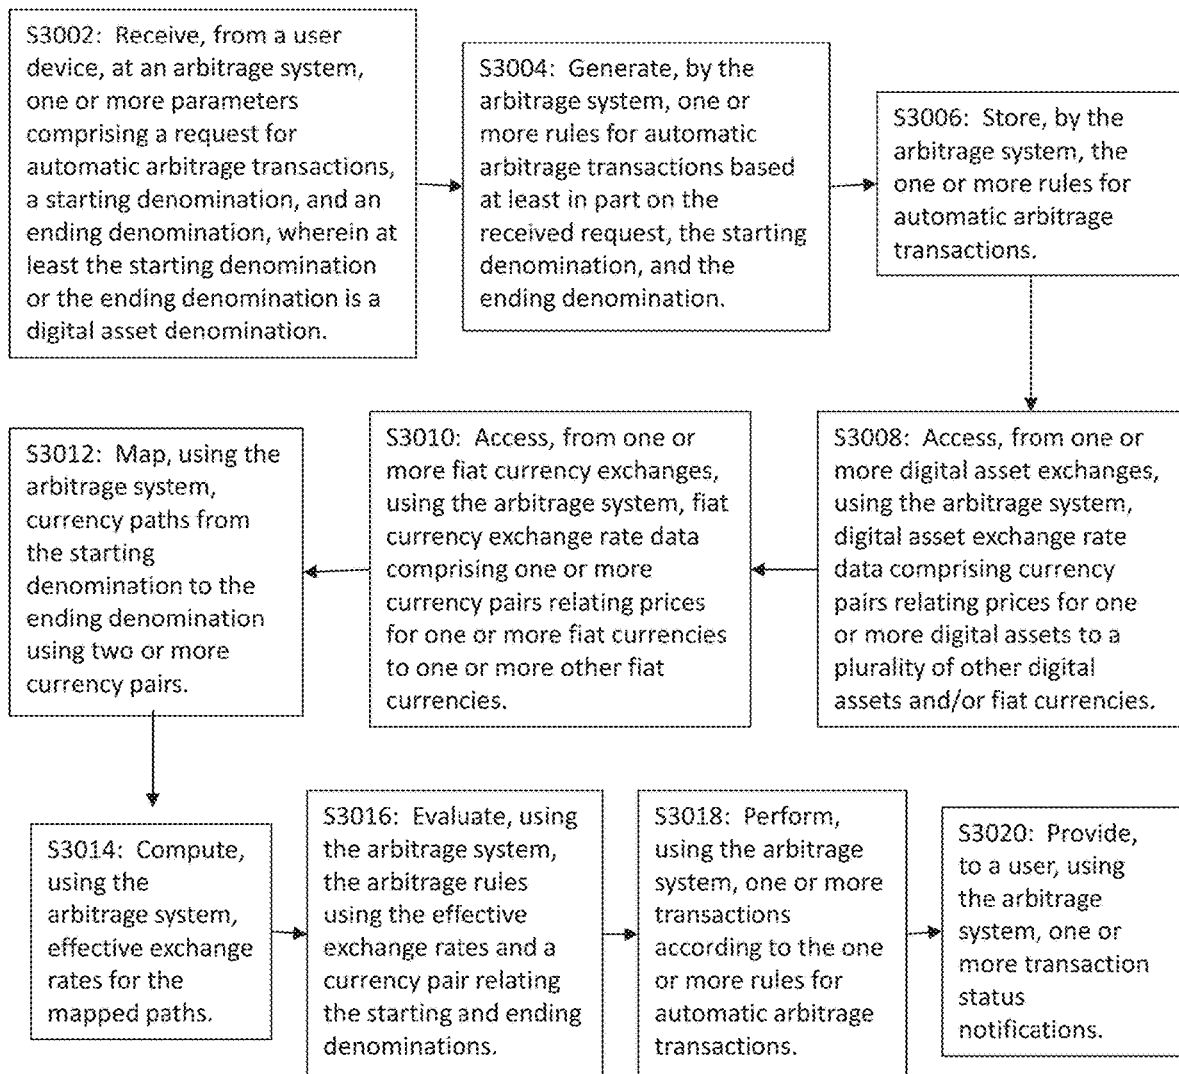 S3002: Receive, from a user
device, at an arbitrage system,
one or more parameters
comprising a request for
automatic arbitrage transactions,
a starting denomination, and an
ending denomination, wherein at
least the starting denomination
or the ending denomination is a
digital asset denomination.
S3004: Generate, by the
arbitrage system, one or
more rules for automatic
arbitrage transactions based
at least in part on the
received request, the starting
denomination, and the
ending denomination.
S3006: Store, by the
arbitrage system, the
one or more rules for
automatic arbitrage
transactions.
S3008: Access, from one or
more digital asset exchanges,
using the arbitrage system,
digital asset exchange rate
data comprising currency
pairs relating prices for one
or more digital assets to a
plurality of other digital
assets and/or fiat currencies.
S3010: Access, from one or
more fiat currency exchanges,
using the arbitrage system, fiat
currency exchange rate data
comprising one or more
currency pairs relating prices
for one or more fiat currencies
to one or more other fiat
currencies.
S3012: Map, using the
arbitrage system,
currency paths from
the starting
denomination to the
ending denomination
using two or more
currency pairs.
S3014: Compute,
using the
arbitrage system,
effective exchange
rates for the
mapped paths.
S3016: Evaluate, using
the arbitrage system,
the arbitrage rules
using the effective
exchange rates and a
currency pair relating
the starting and ending
denominations.
S3018: Perform,
using the arbitrage
system, one or more
transactions
according to the one
or more rules for
automatic arbitrage
transactions.
S3020: Provide,
to a user, using
the arbitrage
system, one or
more transaction
status
notifications.